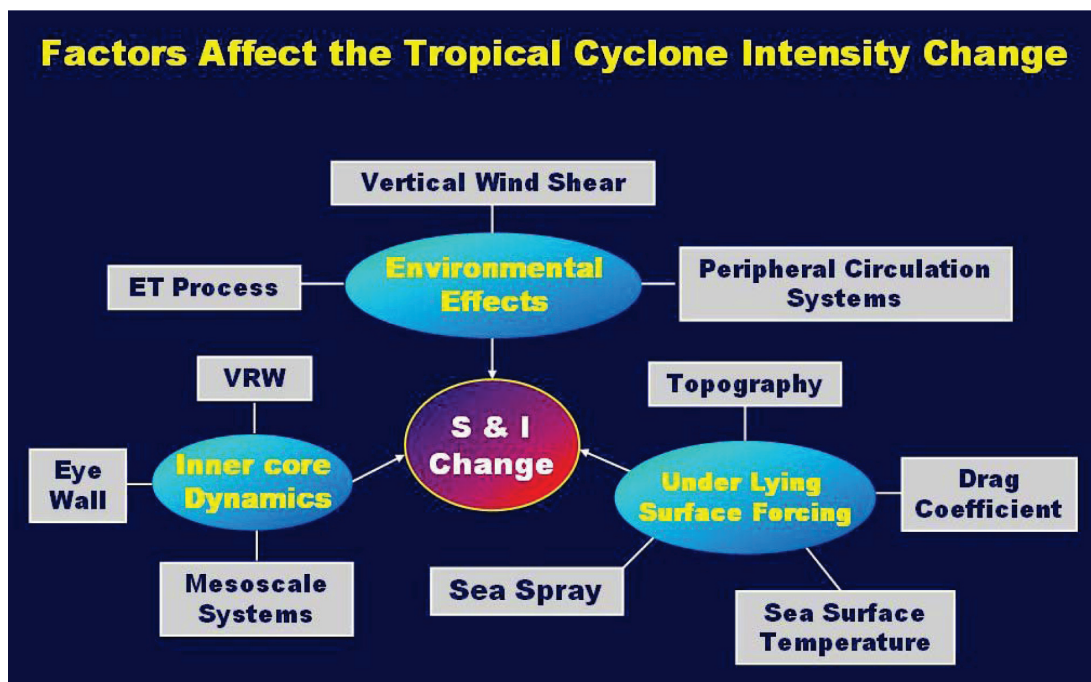 Factors Affect the Tropical Cyclone Intensity Change
Vertical Wind Shear
Environmental
Effects
ET Process
Peripheral Circulation
Systems
VRW
Topography
S & I
Change
Eye
Wall
Inner core
Dynamics
Under Lying
Surface Forcing
Drag
Coefficient
Mesoscale
Systems
Sea Spray
Sea Surface
Temperature